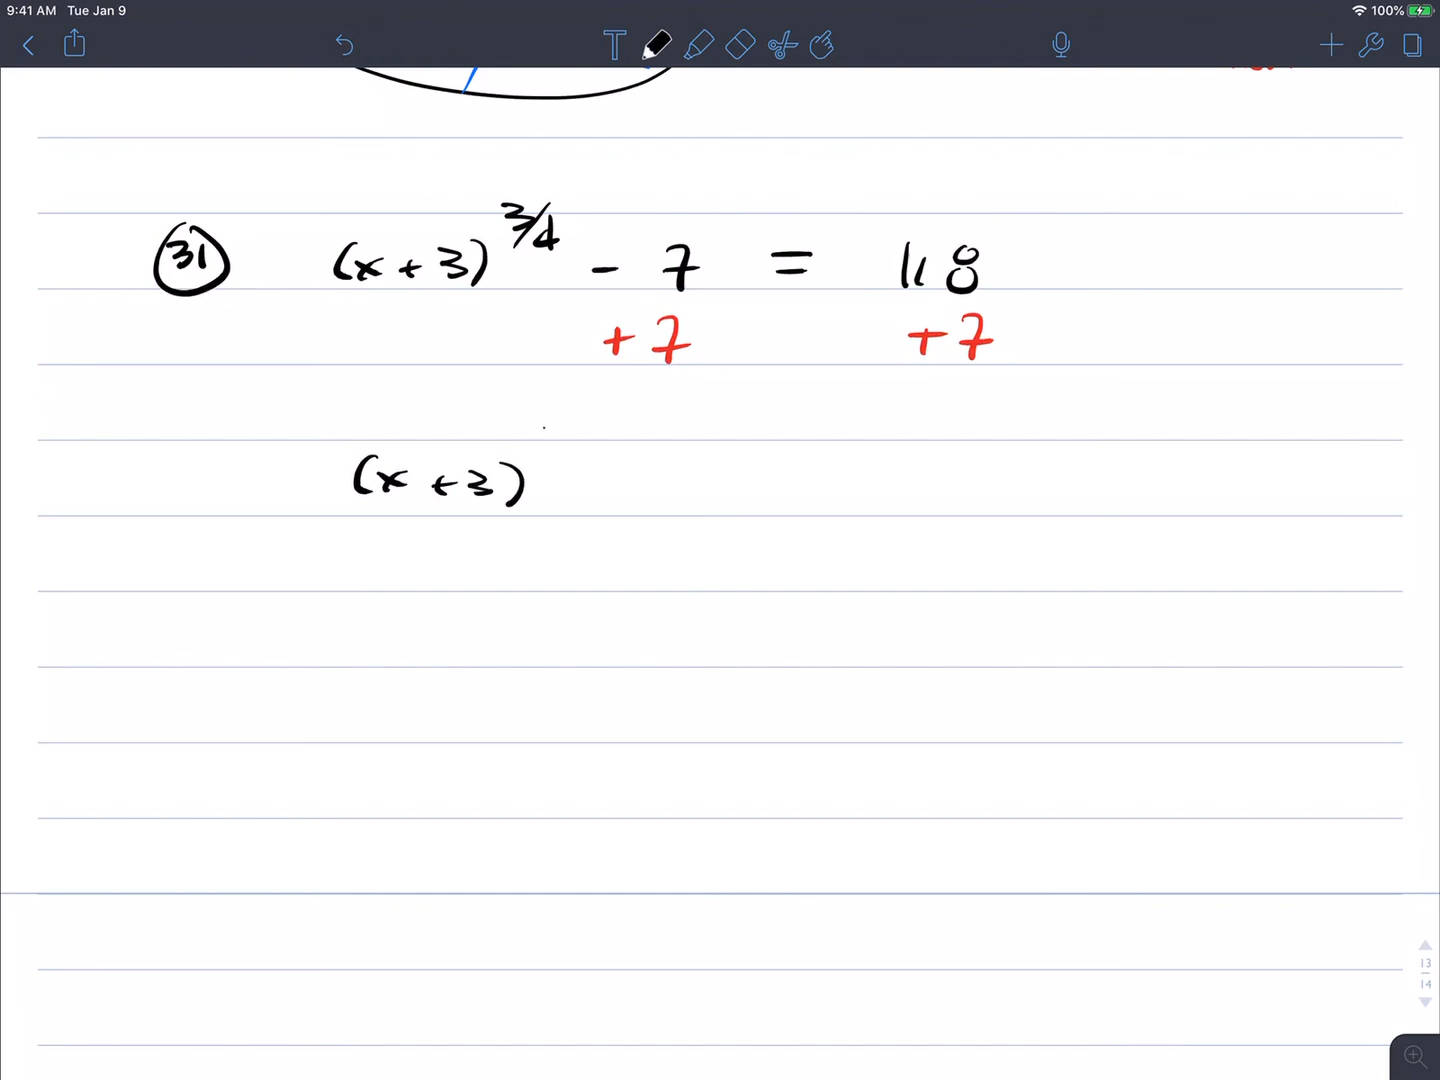 9:41 AM Tue Jan 9 100%
T
31 (x + 3)^3/4 - 7 = 118
+7 +7
(x + 3)
13
14